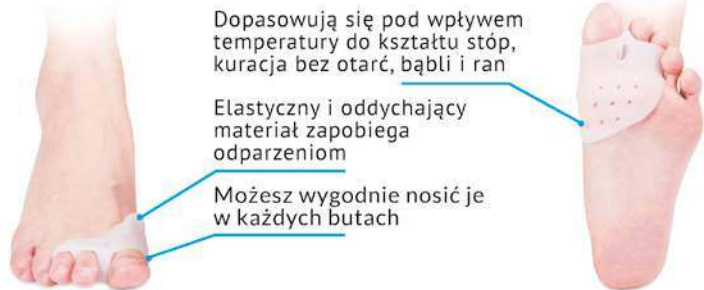 Dopasowują się pod wpływem
temperatury do kształtu stóp,
kuracja bez otarć, bąbli i ran
Elastyczny i oddychający
materiał zapobiega
odparzeniom
Możesz wygodnie nosić je
w każdych butach